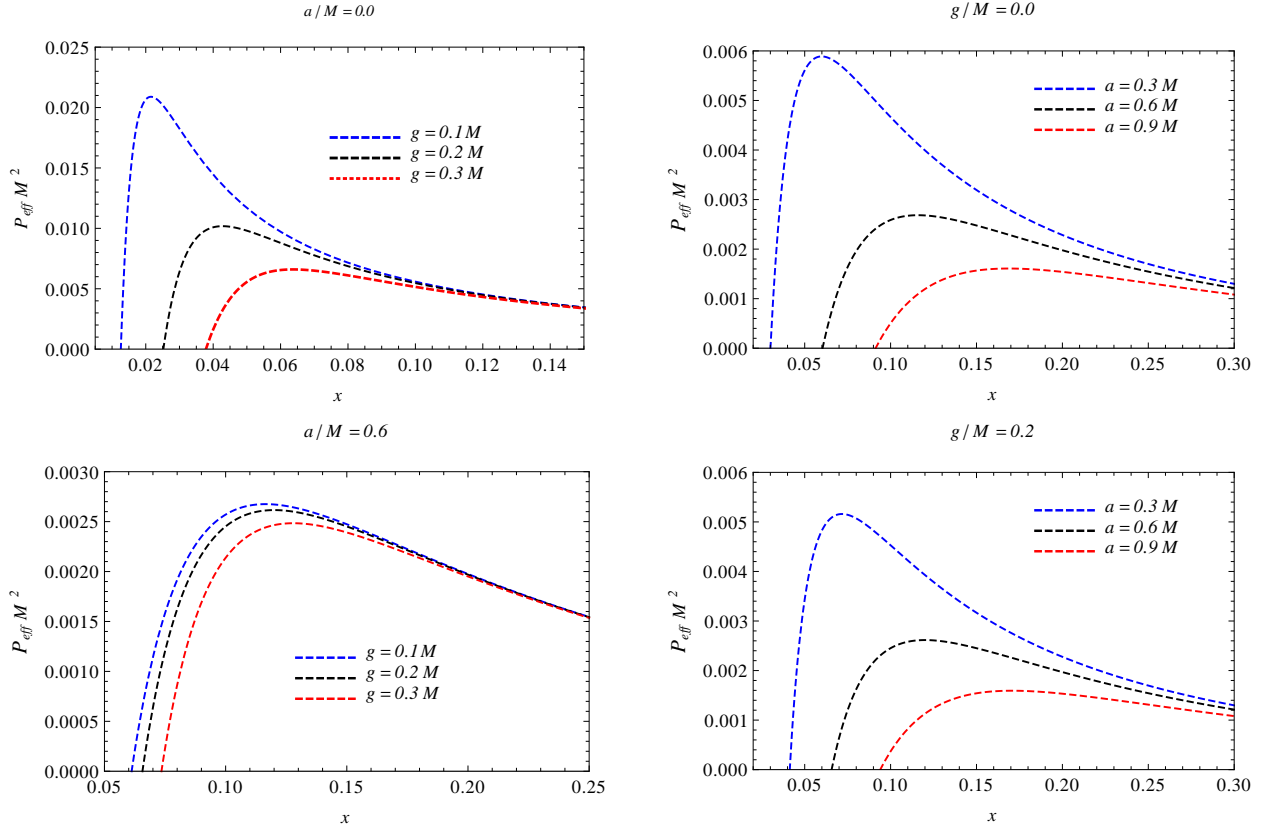 a / M = 0.0
0.025
0.020
0.015
0.010
0.005
0.000
P_eff M^2
g = 0.1 M
g = 0.2 M
g = 0.3 M
0.02 0.04 0.06 0.08 0.10 0.12 0.14
x
g / M = 0.0
0.006
0.005
0.004
0.003
0.002
0.001
0.000
P_eff M^2
a = 0.3 M
a = 0.6 M
a = 0.9 M
0.05 0.10 0.15 0.20 0.25 0.30
x
a / M = 0.6
0.0030
0.0025
0.0020
0.0015
0.0010
0.0005
0.0000
P_eff M^2
g = 0.1 M
g = 0.2 M
g = 0.3 M
0.05 0.10 0.15 0.20 0.25
x
g / M = 0.2
0.006
0.005
0.004
0.003
0.002
0.001
0.000
P_eff M^2
a = 0.3 M
a = 0.6 M
a = 0.9 M
0.05 0.10 0.15 0.20 0.25 0.30
x